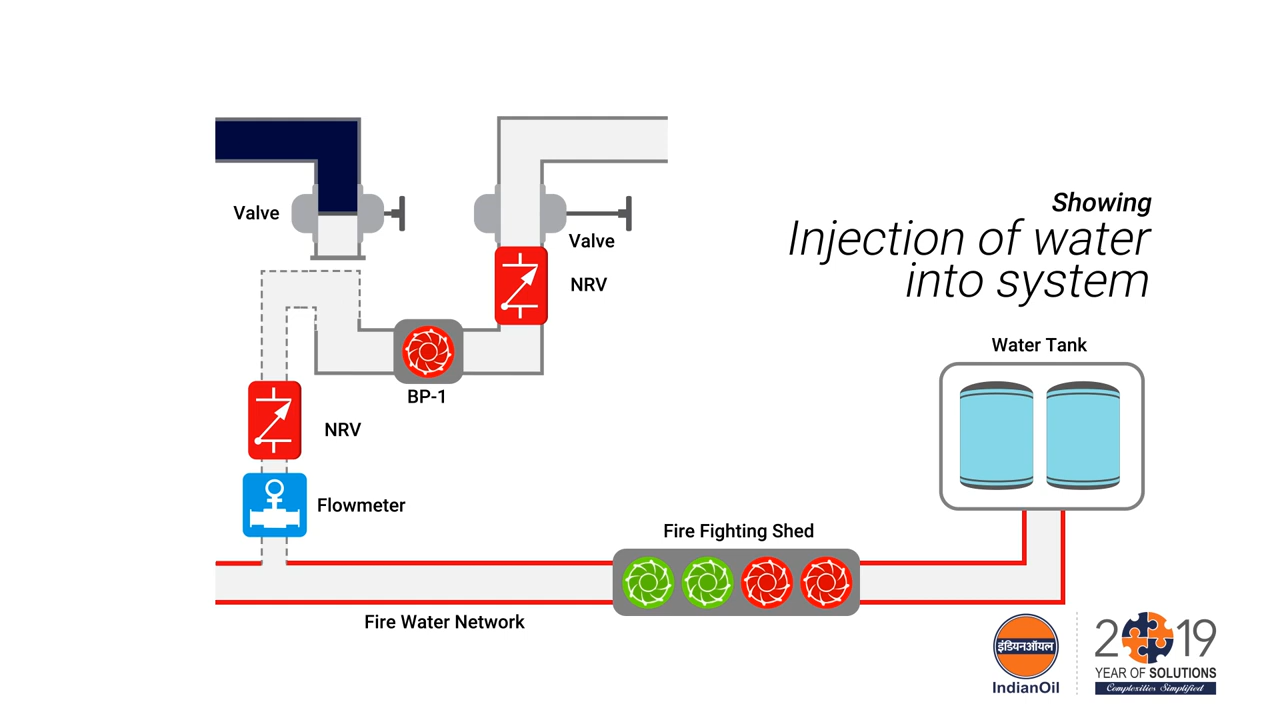 Showing
Injection of water
into system
Valve
Valve
NRV
BP-1
NRV
Flowmeter
Water Tank
Fire Fighting Shed
Fire Water Network
इंडियनऑयल
IndianOil
2019
YEAR OF SOLUTIONS
Complexities Simplified